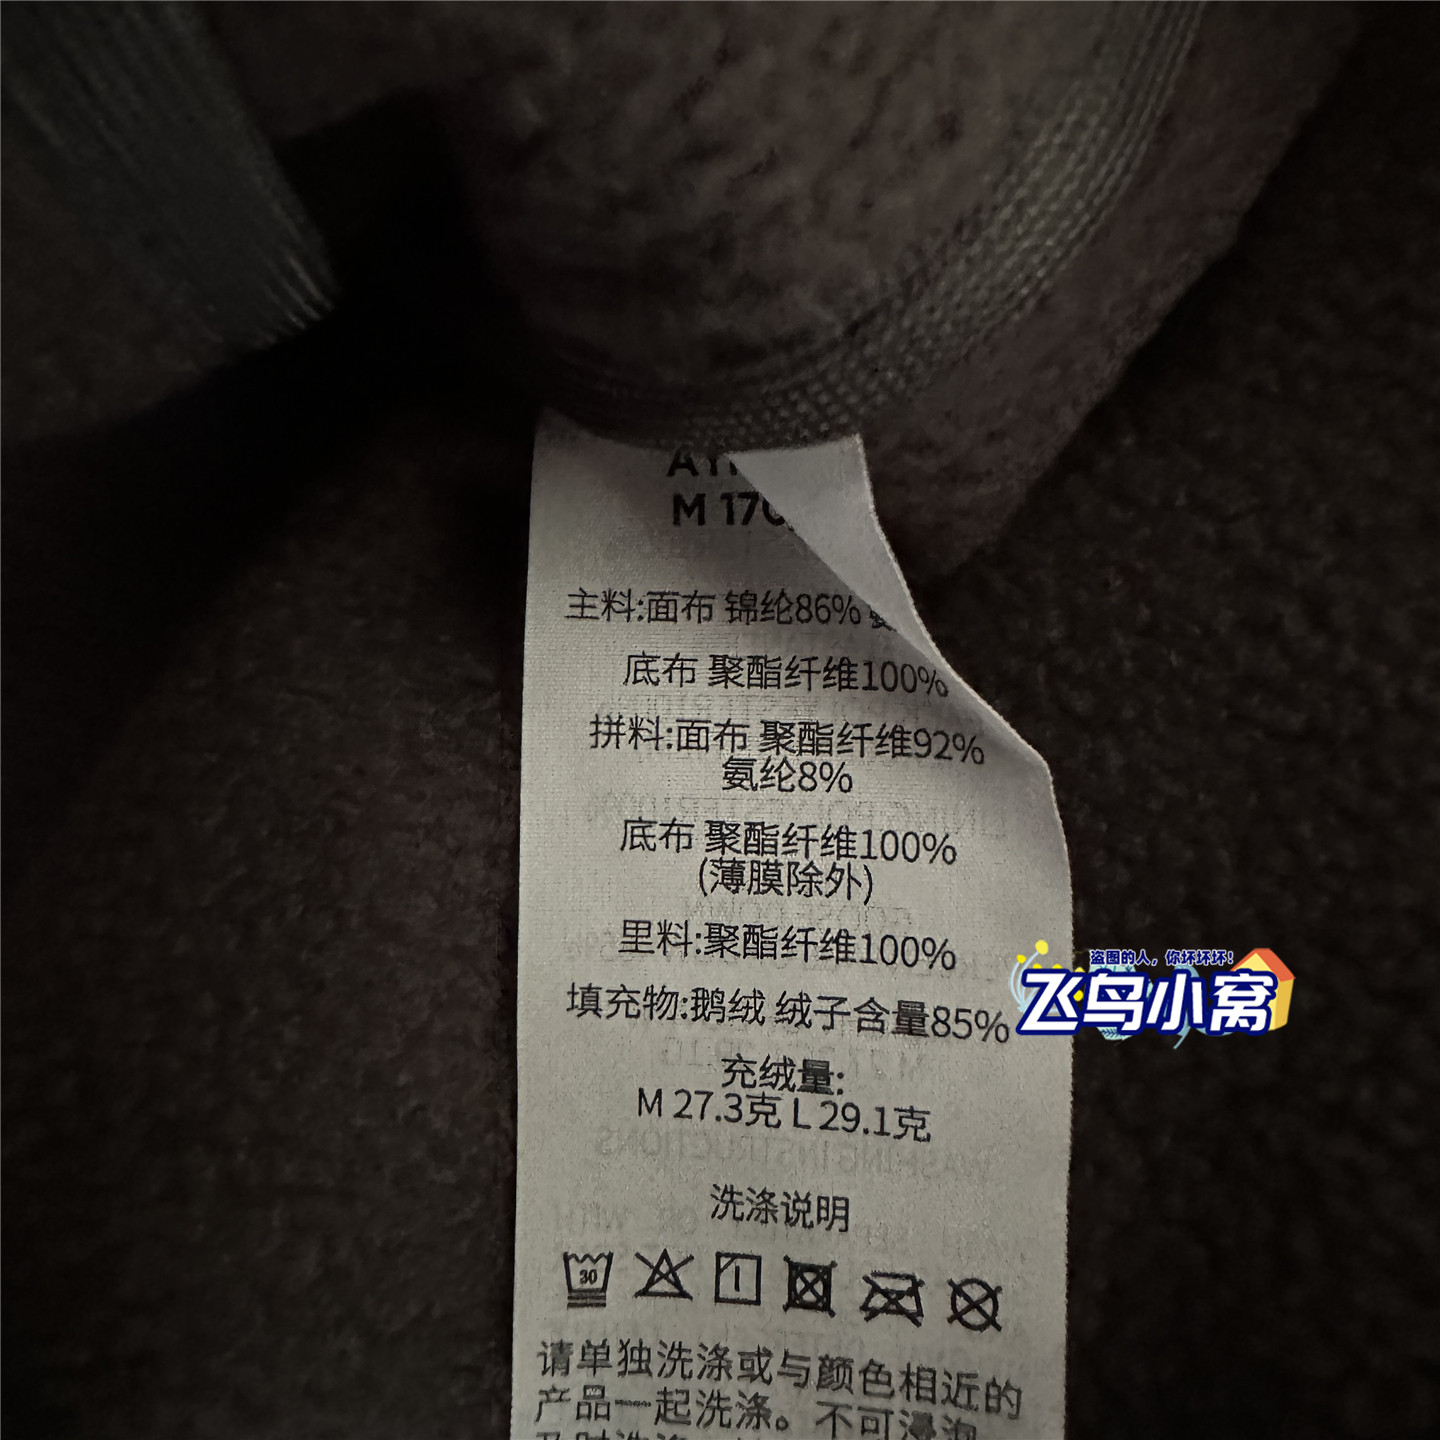 M 170
主料:面布 锦纶86%
底布 聚酯纤维100%
拼料:面布 聚酯纤维92%
氨纶8%
底布 聚酯纤维100%
(薄膜除外)
里料:聚酯纤维100%
填充物:鹅绒 绒子含量85%
充绒量:
M 27.3克 L 29.1克
洗涤说明
30
请单独洗涤或与颜色相近的
产品一起洗涤。不可浸泡
盗图的人，你坏坏坏！
飞鸟小窝